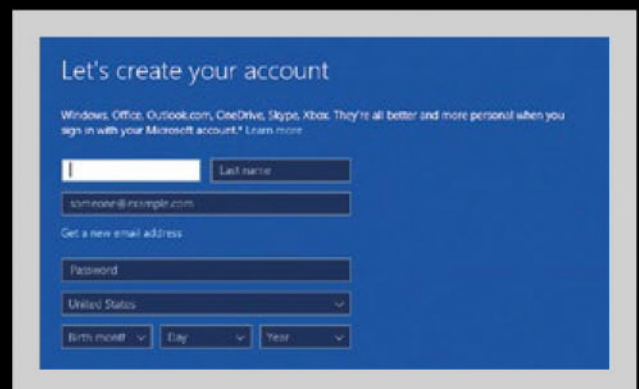 Let's create your account
Windows, Office, Outlook.com, OneDrive, Skype, Xbox. They're all better and more personal when you
sign in with your Microsoft account.* Learn more
Last name
someone@example.com
Get a new email address
Password
United States
Birth month Day Year